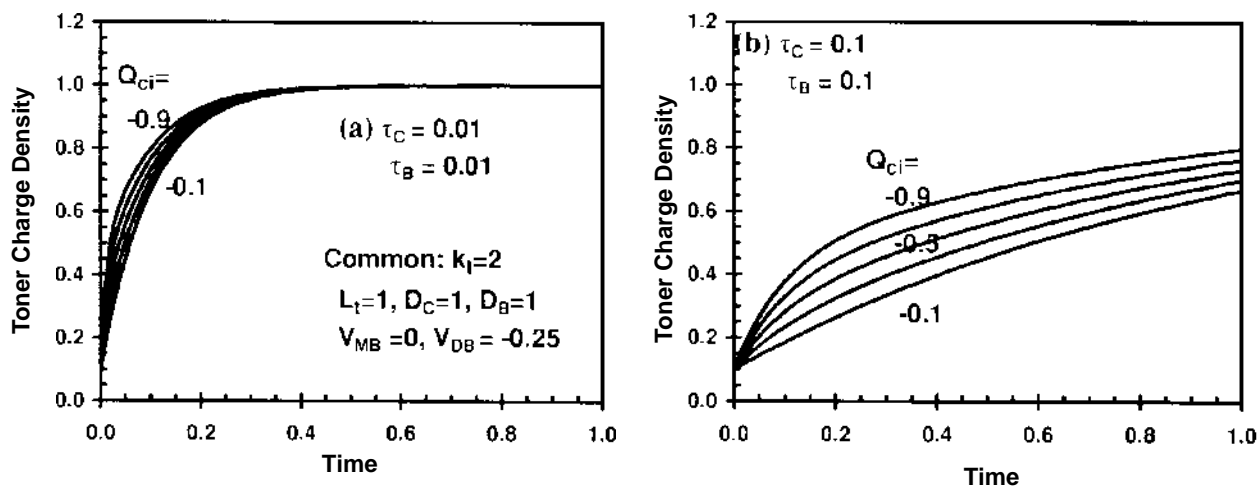 1.2
1.0
0.8
0.6
0.4
0.2
0.0
Toner Charge Density
Q_ci=
-0.9
-0.1
(a) τ_C = 0.01
τ_B = 0.01
Common: k_l=2
L_t=1, D_C=1, D_B=1
V_MB =0, V_DB = -0.25
0.0 0.2 0.4 0.6 0.8 1.0
Time
1.2
1.0
0.8
0.6
0.4
0.2
0.0
Toner Charge Density
(b) τ_C = 0.1
τ_B = 0.1
Q_ci=
-0.9
-0.5
-0.1
0.0 0.2 0.4 0.6 0.8 1.0
Time